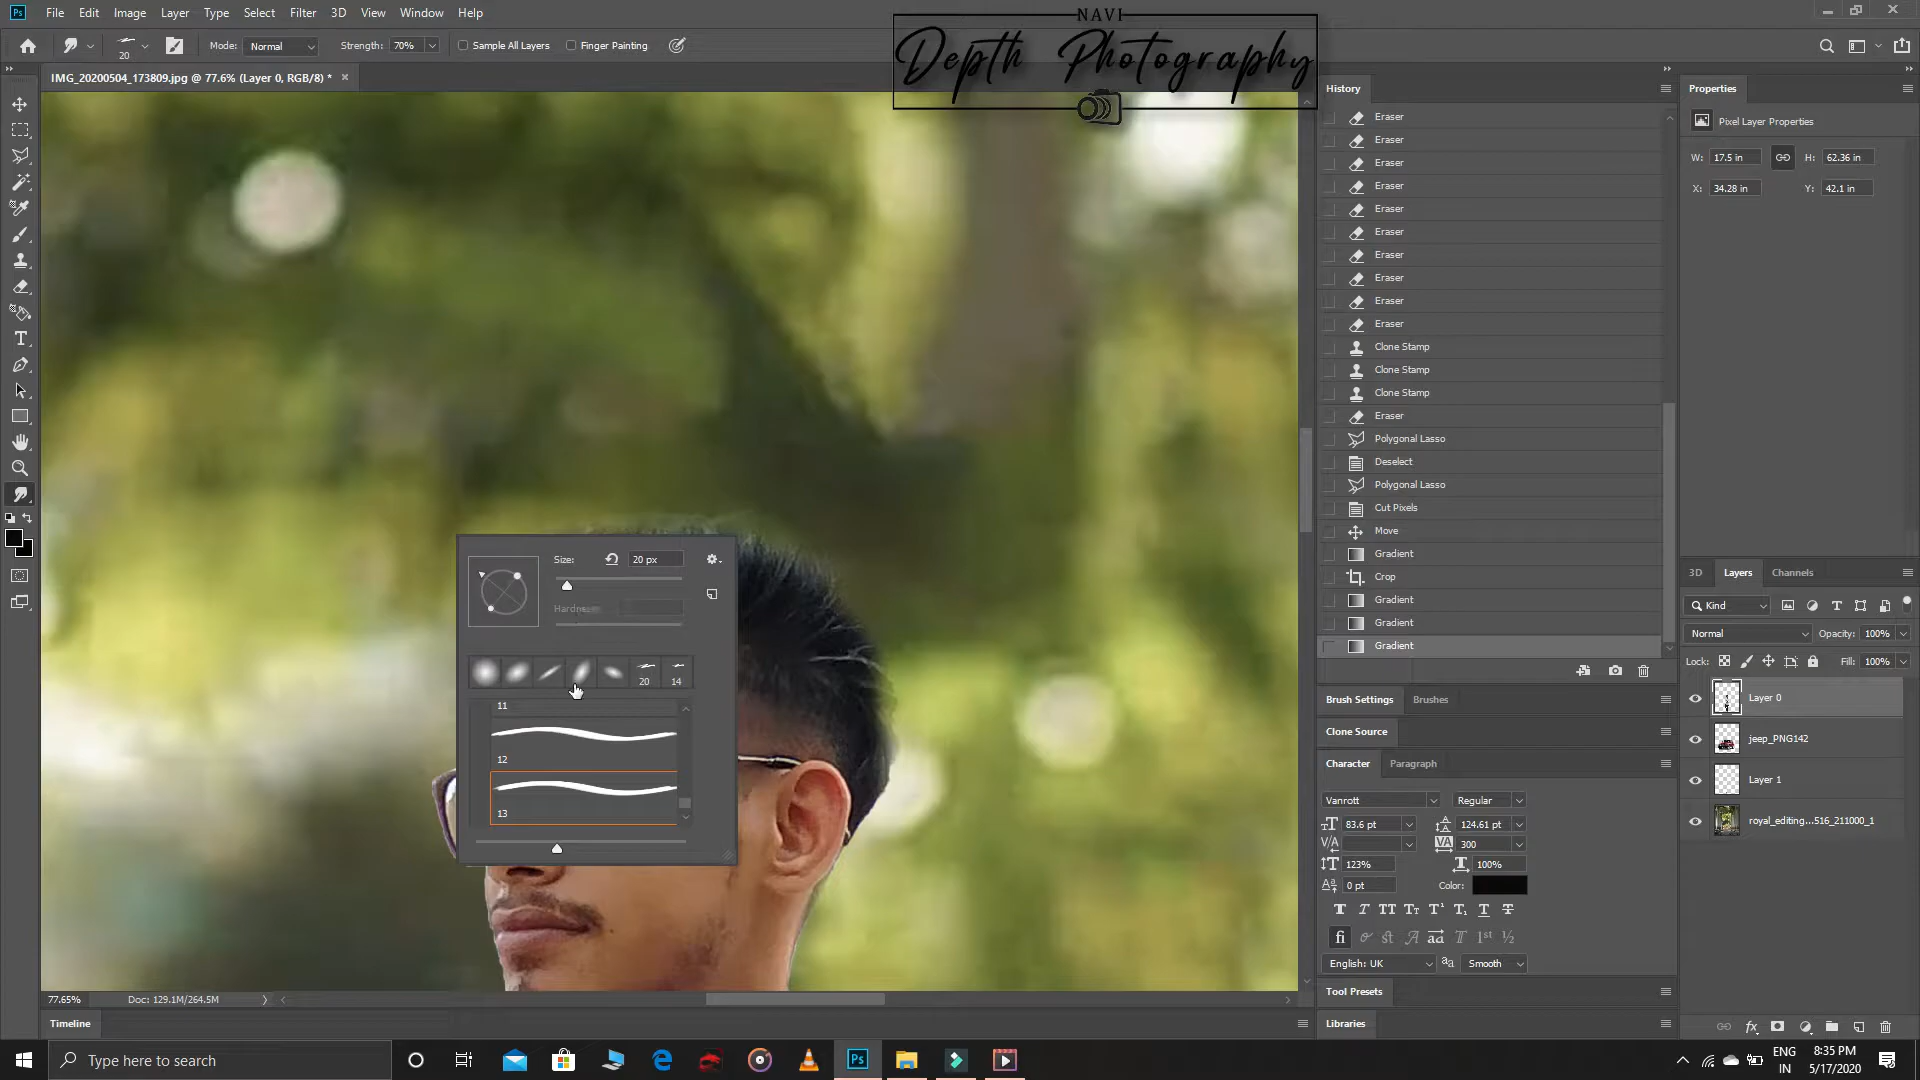 Ps File Edit Image Layer Type Select Filter 3D View Window Help
NAVI
Depth Photography
20 Mode: Normal Strength: 70% Sample All Layers Finger Painting
IMG_20200504_173809.jpg @ 77.6% (Layer 0, RGB/8) * ×
History
Eraser
Eraser
Eraser
Eraser
Eraser
Eraser
Eraser
Eraser
Eraser
Eraser
Clone Stamp
Clone Stamp
Clone Stamp
Eraser
Polygonal Lasso
Deselect
Polygonal Lasso
Cut Pixels
Move
Gradient
Crop
Gradient
Gradient
Gradient
Properties
Pixel Layer Properties
W: 17.5 in H: 62.36 in
X: 34.28 in Y: 42.1 in
Size: 20 px
Hardness:
20 14
11
12
13
3D Layers Channels
Kind
Normal Opacity: 100%
Lock: Fill: 100%
Layer 0
jeep_PNG142
Layer 1
royal_editing...516_211000_1
Brush Settings Brushes
Clone Source
Character Paragraph
Vanrott Regular
83.6 pt 124.61 pt
300
123% 100%
0 pt Color:
English: UK aa Smooth
Tool Presets
Libraries
77.65% Doc: 129.1M/264.5M
Timeline
Type here to search
ENG
IN
8:35 PM
5/17/2020